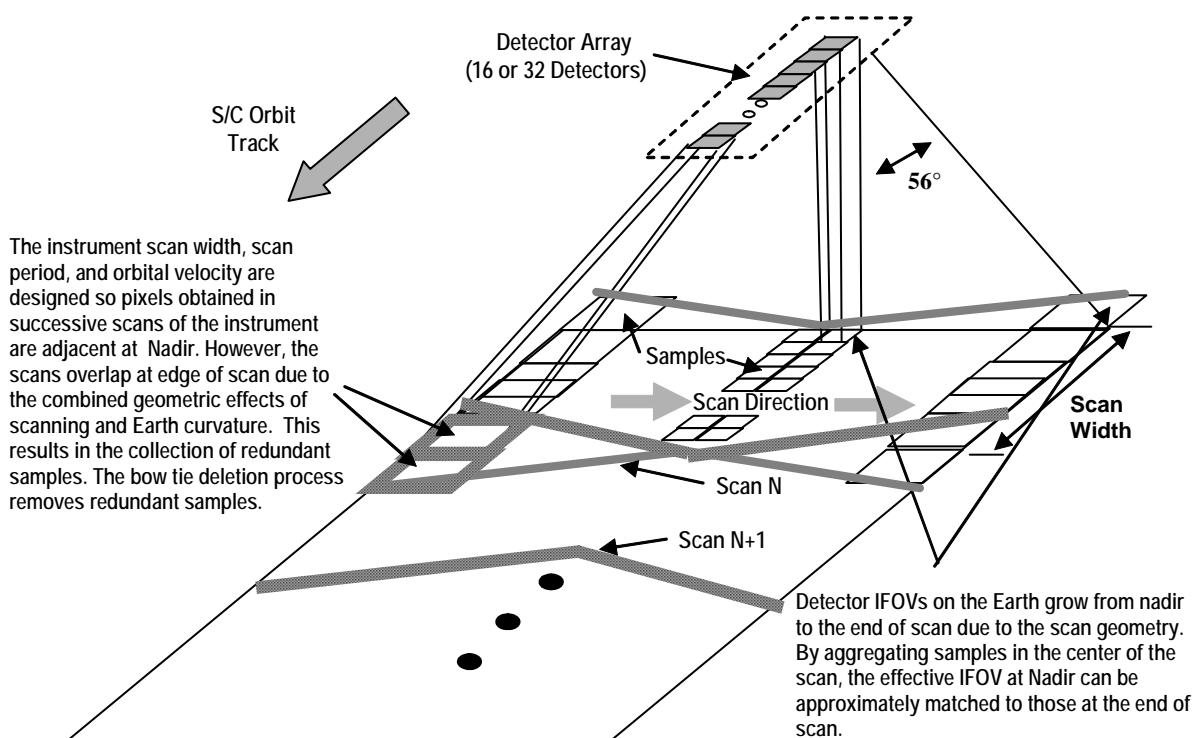 Detector Array
(16 or 32 Detectors)
S/C Orbit
Track
56°
The instrument scan width, scan
period, and orbital velocity are
designed so pixels obtained in
successive scans of the instrument
are adjacent at Nadir. However, the
scans overlap at edge of scan due to
the combined geometric effects of
scanning and Earth curvature. This
results in the collection of redundant
samples. The bow tie deletion process
removes redundant samples.
Samples
Scan Direction
Scan
Width
Scan N
Scan N+1
Detector IFOVs on the Earth grow from nadir
to the end of scan due to the scan geometry.
By aggregating samples in the center of the
scan, the effective IFOV at Nadir can be
approximately matched to those at the end of
scan.